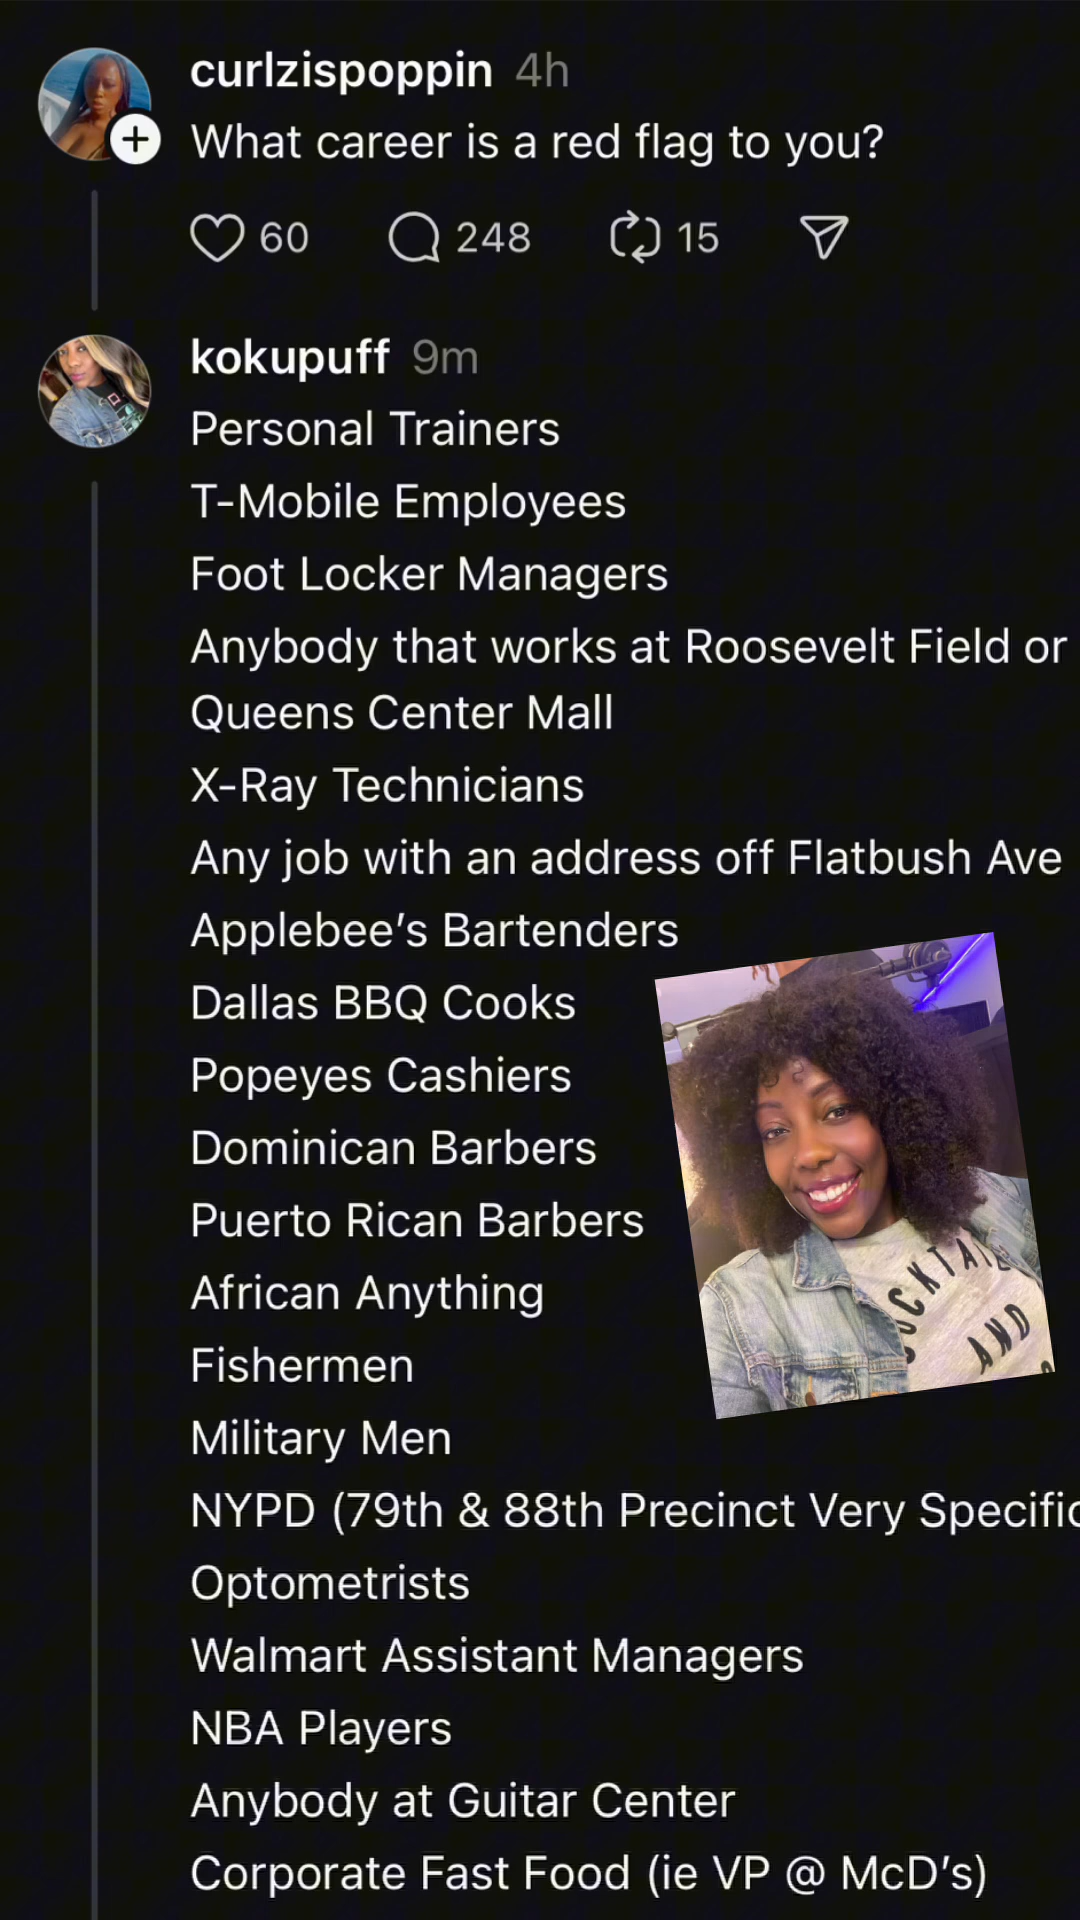 curlzispoppin 4h
What career is a red flag to you?
60 248 15
kokupuff 9m
Personal Trainers
T-Mobile Employees
Foot Locker Managers
Anybody that works at Roosevelt Field or
Queens Center Mall
X-Ray Technicians
Any job with an address off Flatbush Ave
Applebee’s Bartenders
Dallas BBQ Cooks
Popeyes Cashiers
Dominican Barbers
Puerto Rican Barbers
African Anything
Fishermen
Military Men
NYPD (79th & 88th Precinct Very Specific
Optometrists
Walmart Assistant Managers
NBA Players
Anybody at Guitar Center
Corporate Fast Food (ie VP @ McD’s)
AND